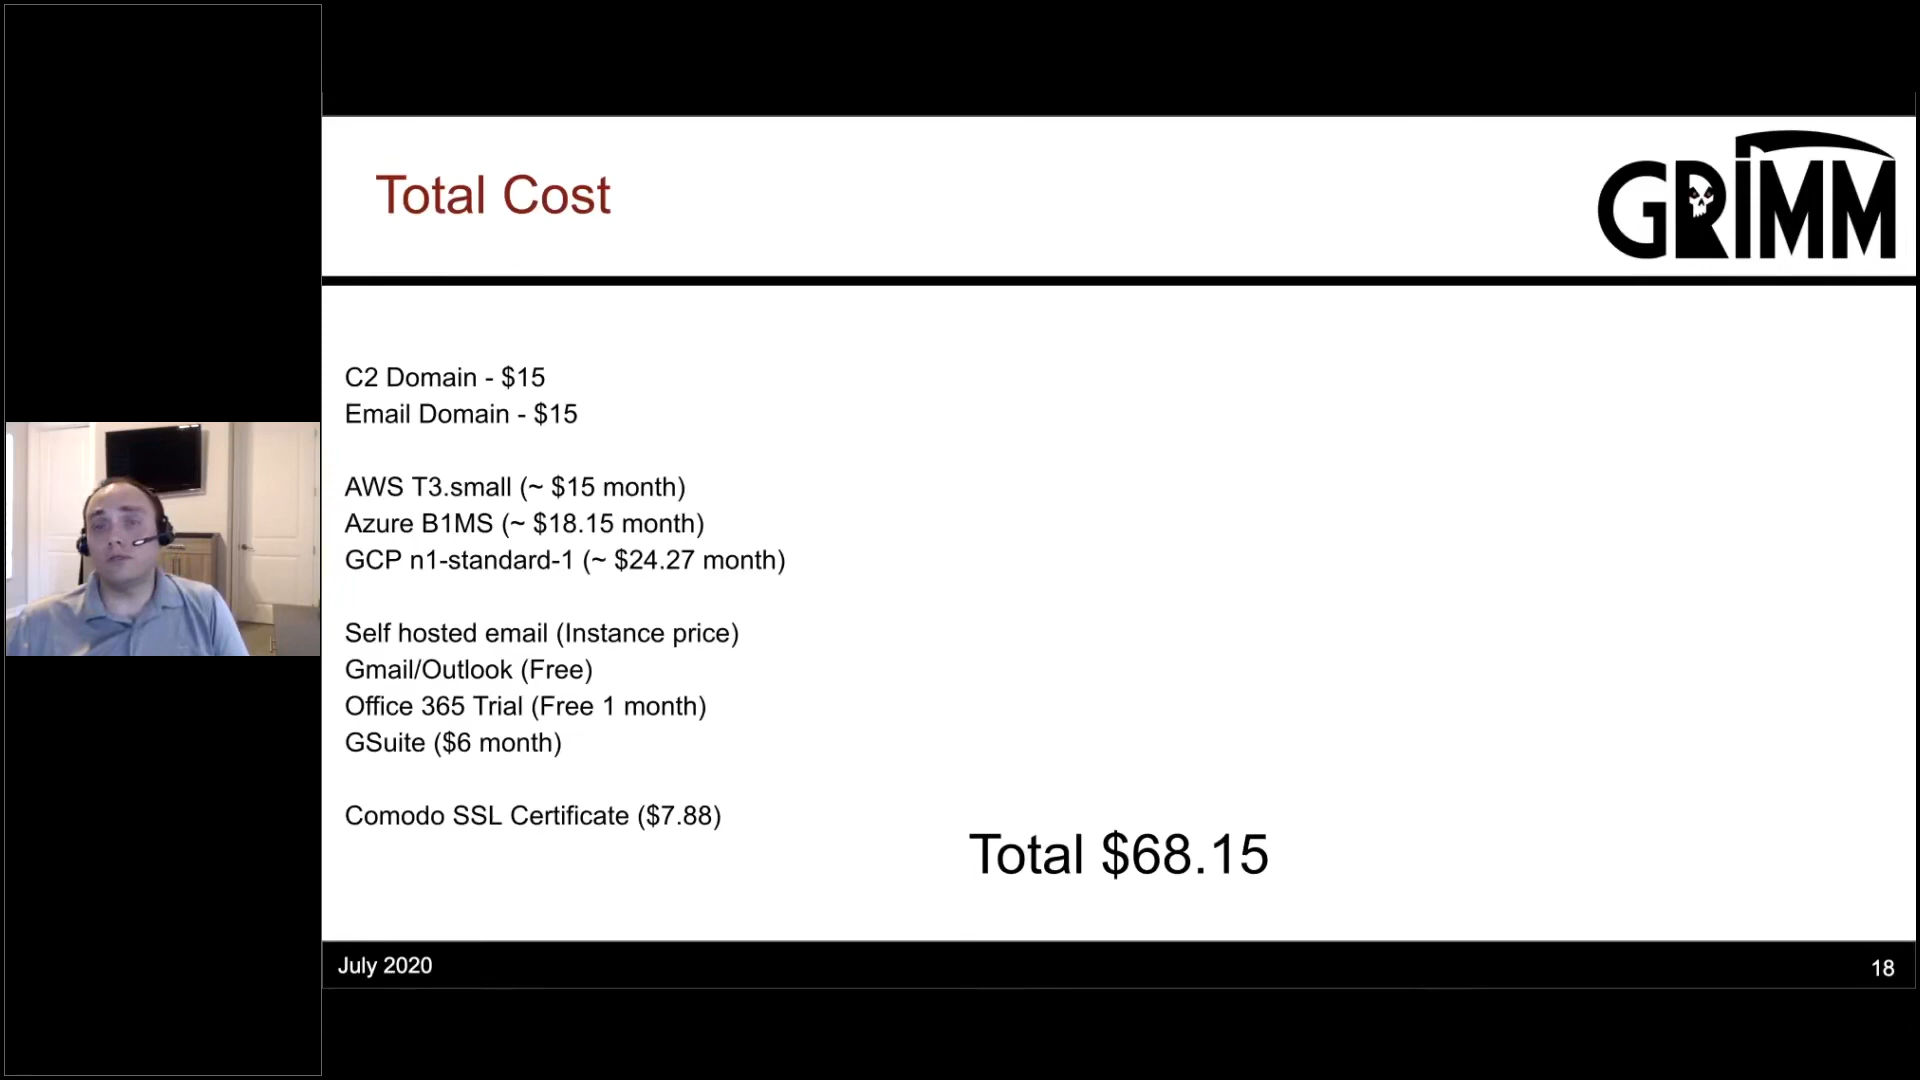 Total Cost
GRIMM
C2 Domain - $15
Email Domain - $15
AWS T3.small (~ $15 month)
Azure B1MS (~ $18.15 month)
GCP n1-standard-1 (~ $24.27 month)
Self hosted email (Instance price)
Gmail/Outlook (Free)
Office 365 Trial (Free 1 month)
GSuite ($6 month)
Comodo SSL Certificate ($7.88)
Total $68.15
July 2020
18